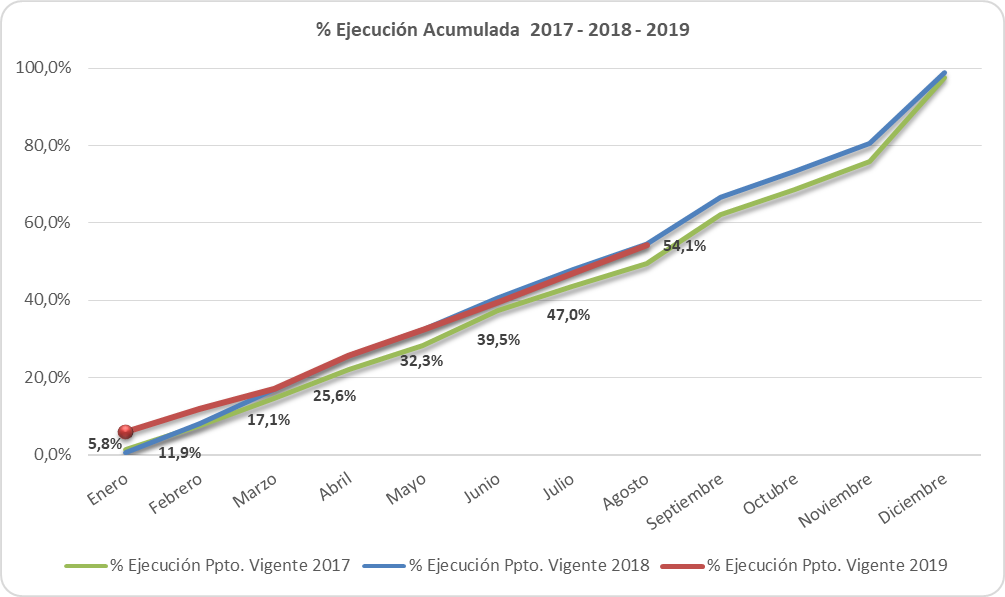 % Ejecución Acumulada 2017 - 2018 - 2019
100,0%
80,0%
60,0%
40,0%
20,0%
0,0%
5,8%
11,9%
17,1%
25,6%
32,3%
39,5%
47,0%
54,1%
Enero
Febrero
Marzo
Abril
Mayo
Junio
Julio
Agosto
Septiembre
Octubre
Noviembre
Diciembre
% Ejecución Ppto. Vigente 2017
% Ejecución Ppto. Vigente 2018
% Ejecución Ppto. Vigente 2019